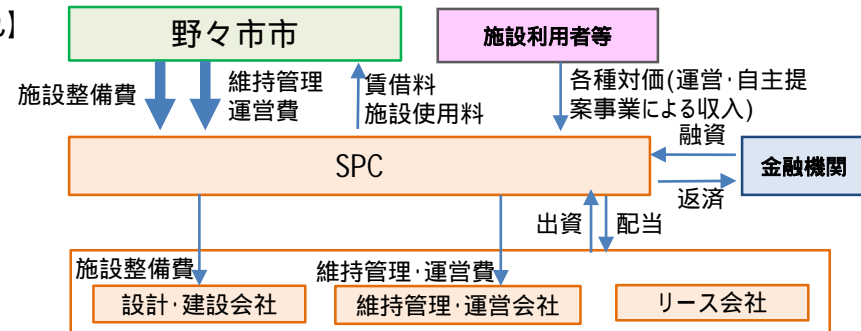 】
野々市市
施設利用者等
施設整備費
維持管理
運営費
賃借料
施設使用料
各種対価(運営・自主提
案事業による収入)
融資
SPC
金融機関
返済
出資
配当
施設整備費
維持管理・運営費
設計・建設会社
維持管理・運営会社
リース会社